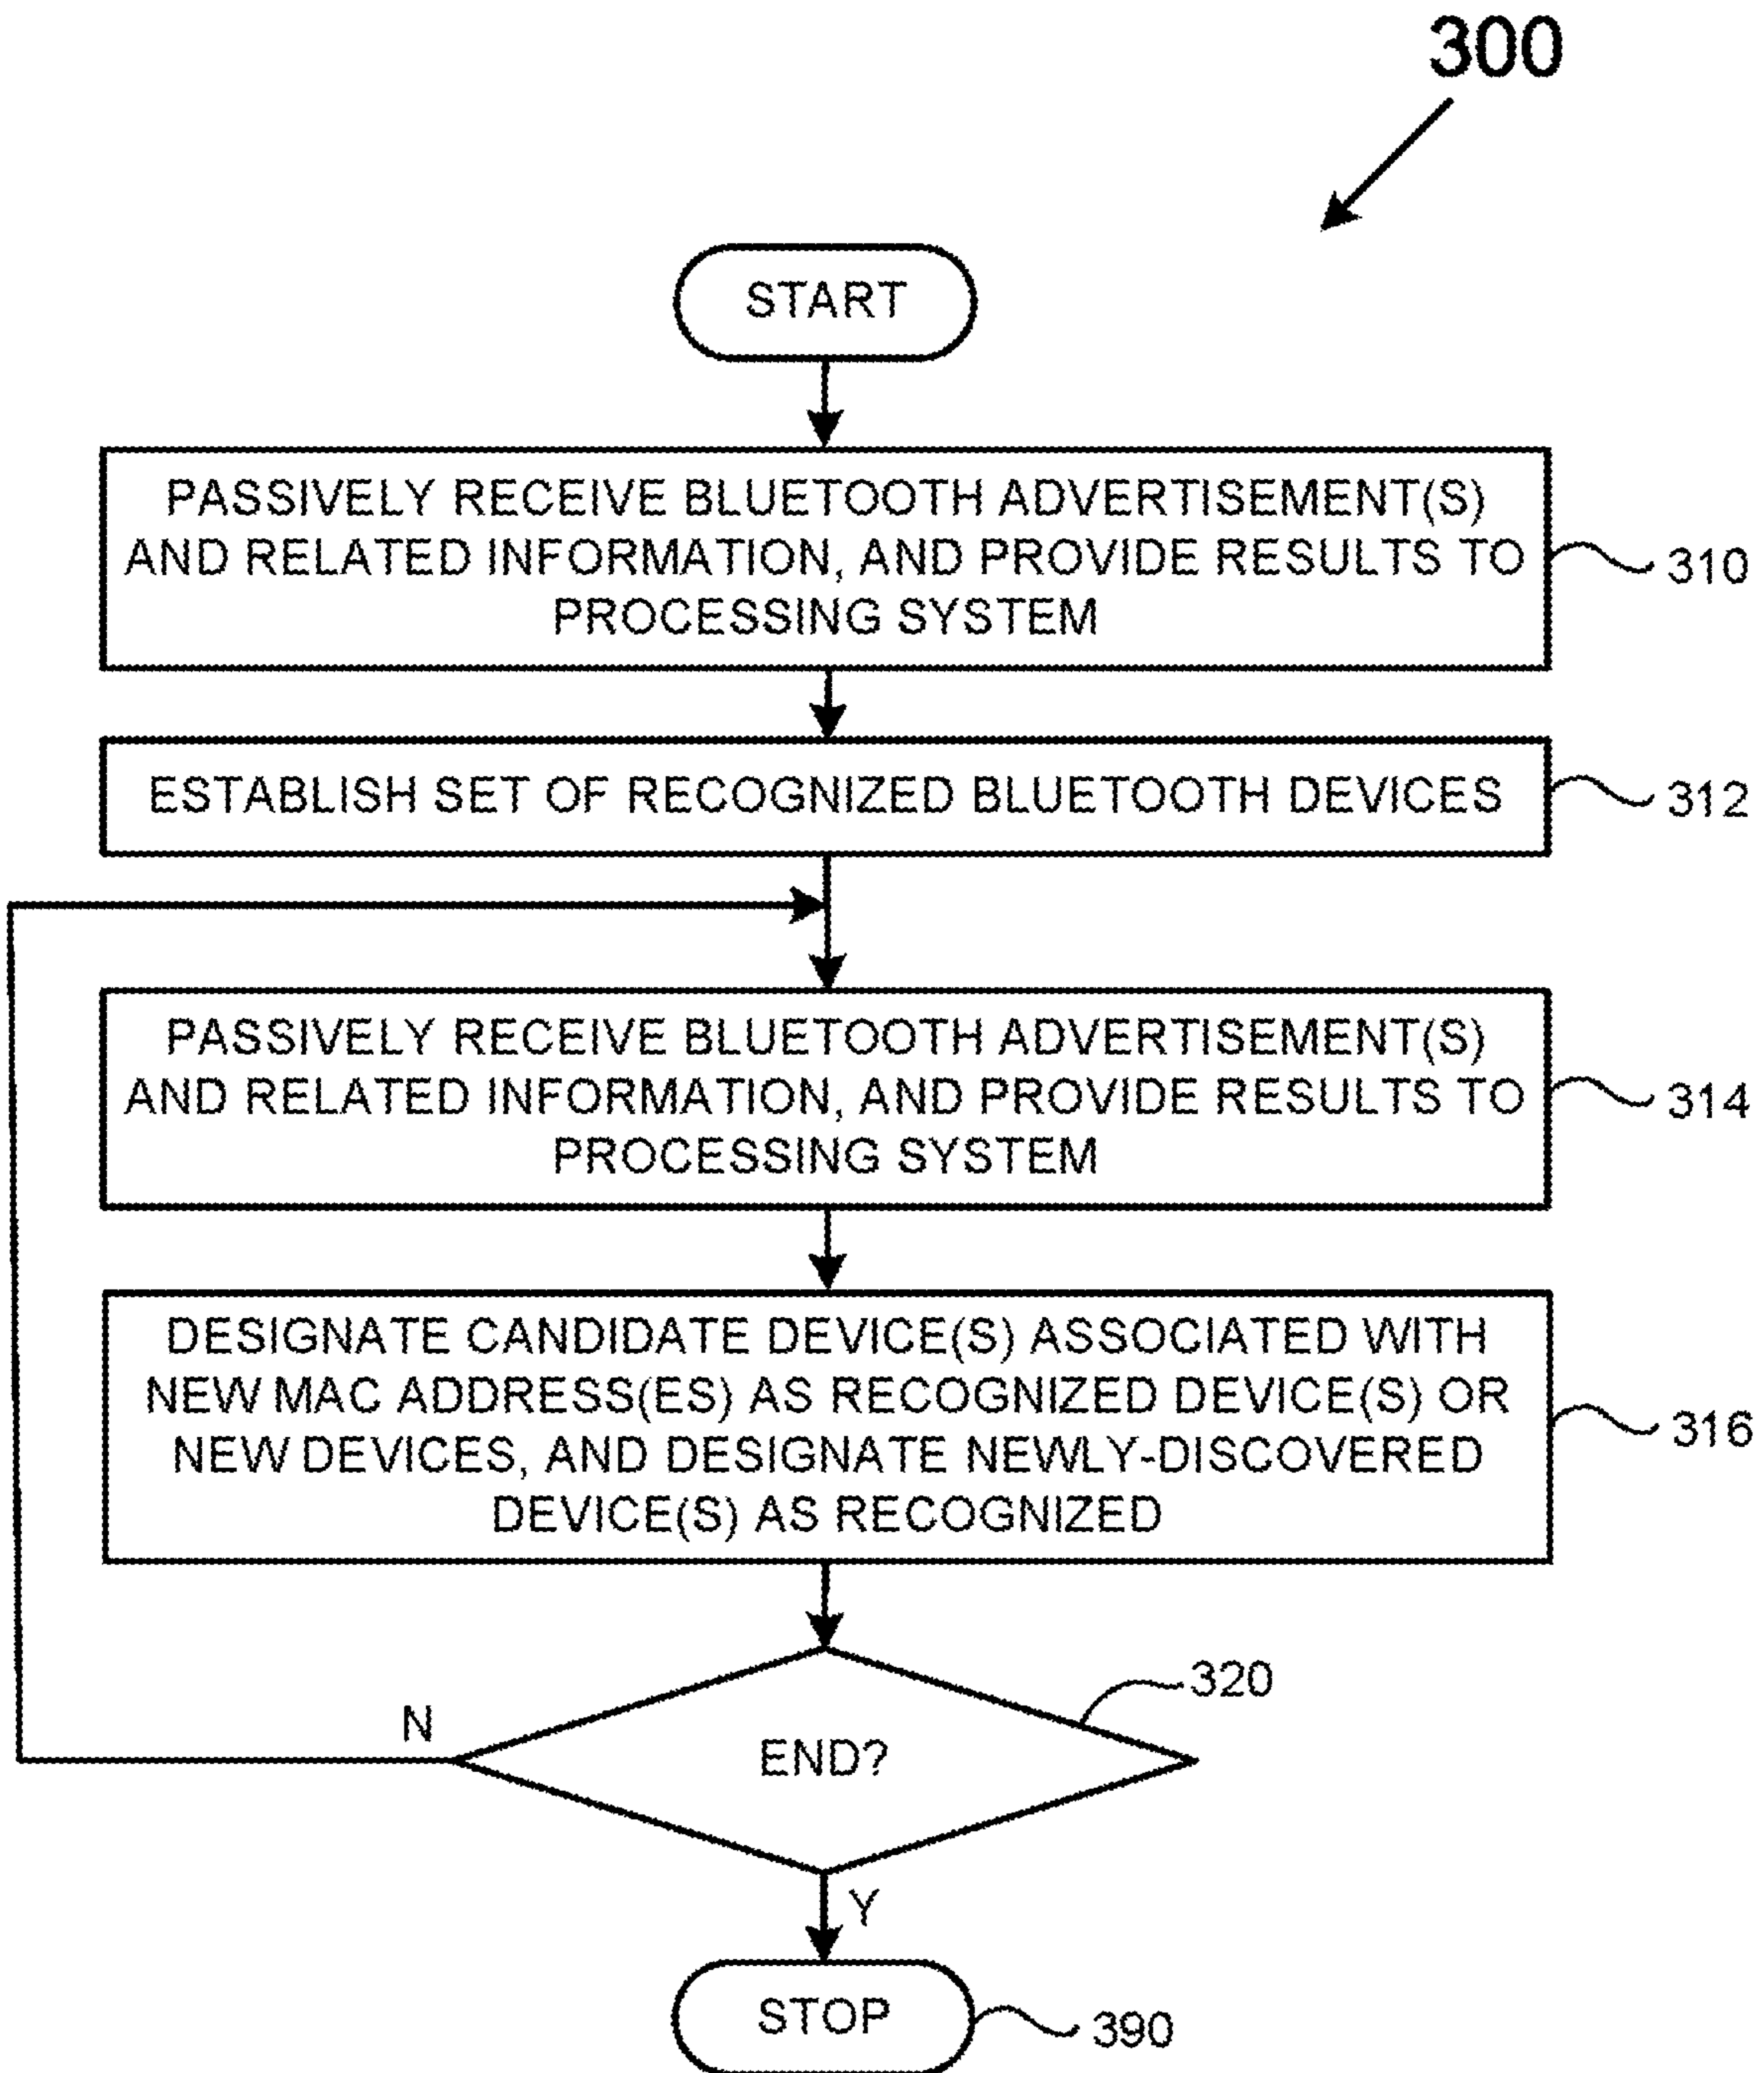 300
START
PASSIVELY RECEIVE BLUETOOTH ADVERTISEMENT(S)
AND RELATED INFORMATION, AND PROVIDE RESULTS TO
PROCESSING SYSTEM
310
ESTABLISH SET OF RECOGNIZED BLUETOOTH DEVICES
312
PASSIVELY RECEIVE BLUETOOTH ADVERTISEMENT(S)
AND RELATED INFORMATION, AND PROVIDE RESULTS TO
PROCESSING SYSTEM
314
DESIGNATE CANDIDATE DEVICE(S) ASSOCIATED WITH
NEW MAC ADDRESS(ES) AS RECOGNIZED DEVICE(S) OR
NEW DEVICES, AND DESIGNATE NEWLY-DISCOVERED
DEVICE(S) AS RECOGNIZED
316
320
N
END?
Y
STOP
390